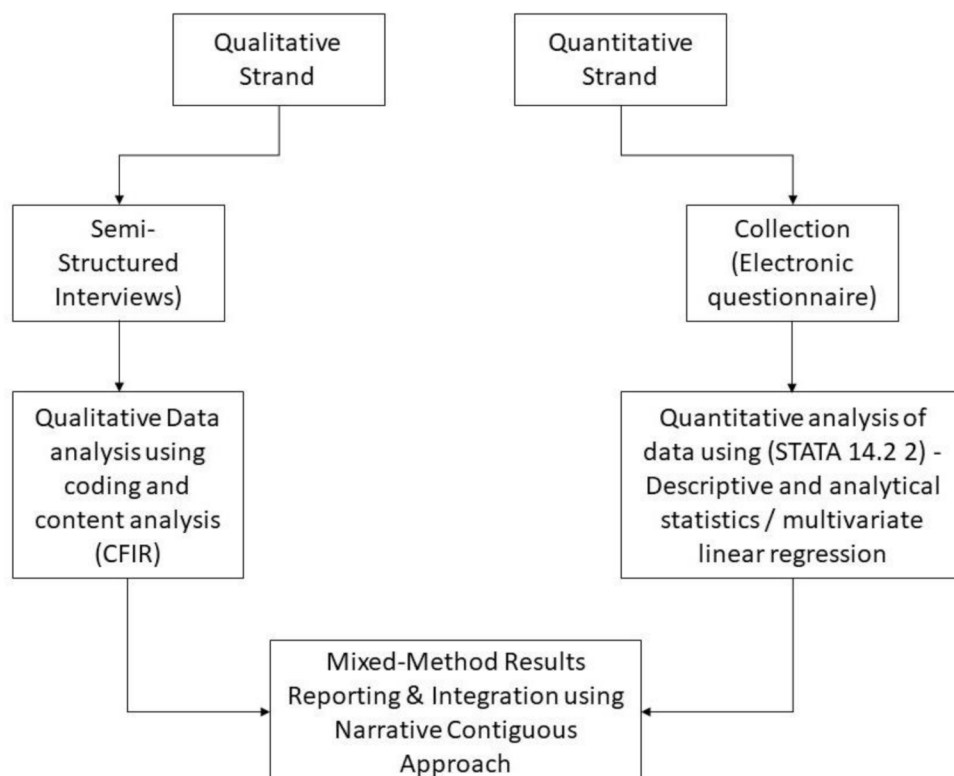 Qualitative
Strand
Quantitative
Strand
Semi-
Structured
Interviews)
Collection
(Electronic
questionnaire)
Qualitative Data
analysis using
coding and
content analysis
(CFIR)
Quantitative analysis of
data using (STATA 14.2 2) -
Descriptive and analytical
statistics / multivariate
linear regression
Mixed-Method Results
Reporting & Integration using
Narrative Contiguous
Approach